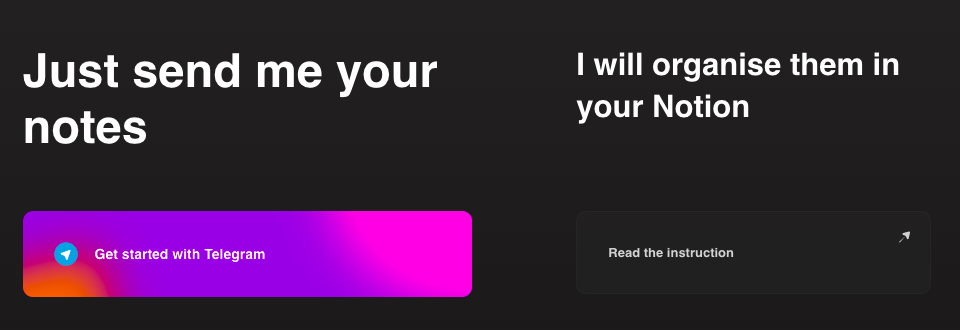 Just send me your
notes
I will organise them in
your Notion
Get started with Telegram
Read the instruction